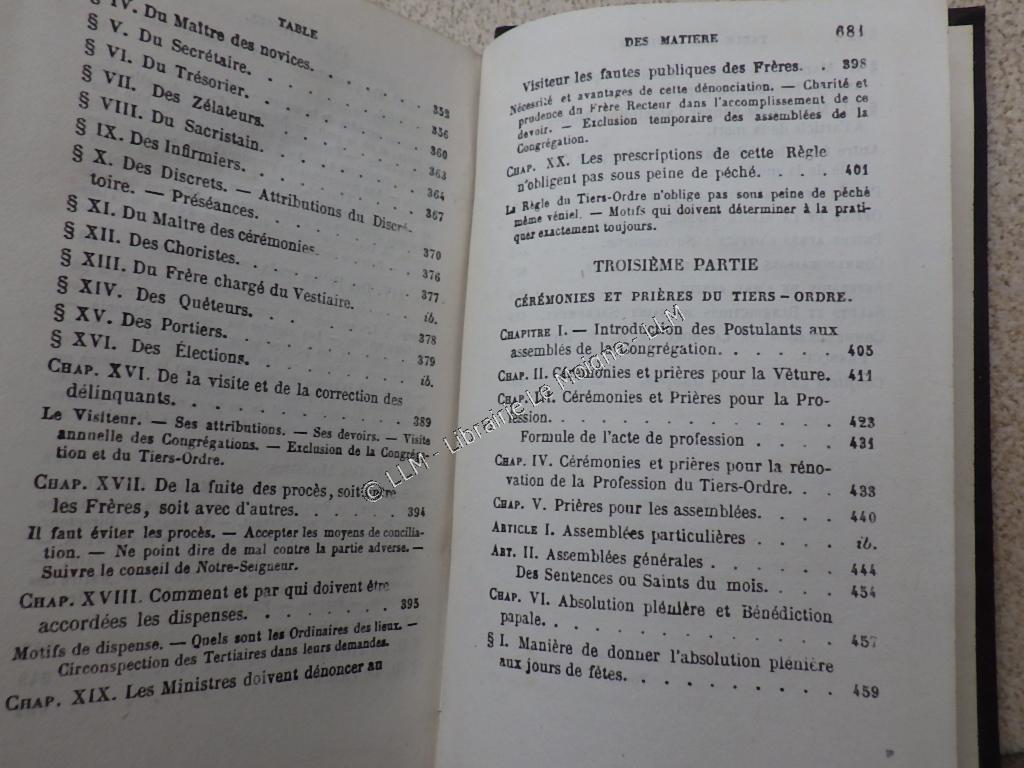 TABLE
§ IV. Du Maître des novices. . . . . . .
§ V. Du Secrétaire. . . . . . . . 352
§ VI. Du Trésorier. . . . . . . . 356
§ VII. Des Zélateurs. . . . . . . . 360
§ VIII. Du Sacristain. . . . . . . . 363
§ IX. Des Infirmiers. . . . . . . . 364
§ X. Des Discrets. — Attributions du Discré- 367
toire. — Préséances. . . . . . . .
§ XI. Du Maître des cérémonies. . . . . 370
§ XII. Des Choristes. . . . . . . . 376
§ XIII. Du Frère chargé du Vestiaire. . . . 377
§ XIV. Des Quêteurs. . . . . . . . ib.
§ XV. Des Portiers. . . . . . . . 378
§ XVI. Des Élections. . . . . . . . 379
CHAP. XVI. De la visite et de la correction des ib.
délinquants. . . . . . . . . 389
Le Visiteur. — Ses attributions. — Ses devoirs. — Visite
annuelle des Congrégations. — Exclusion de la Congréga-
tion et du Tiers-Ordre.
CHAP. XVII. De la fuite des procès, soit entre
les Frères, soit avec d'autres. . . . . . 394
Il faut éviter les procès. — Accepter les moyens de concilia-
tion. — Ne point dire de mal contre la partie adverse. —
Suivre le conseil de Notre-Seigneur.
CHAP. XVIII. Comment et par qui doivent être
accordées les dispenses. . . . . . . . 395
Motifs de dispense. — Quels sont les Ordinaires des lieux. —
Circonspection des Tertiaires dans leurs demandes.
CHAP. XIX. Les Ministres doivent dénoncer au
DES MATIERE 681
Visiteur les fautes publiques des Frères. . 398
Nécessité et avantages de cette dénonciation. — Charité et
prudence du Frère Recteur dans l'accomplissement de ce
devoir. — Exclusion temporaire des assemblées de la
Congrégation.
CHAP. XX. Les prescriptions de cette Règle
n'obligent pas sous peine de péché. . . . . 401
La Règle du Tiers-Ordre n'oblige pas sous peine de péché
même véniel. — Motifs qui doivent déterminer à la prati-
quer exactement toujours.
TROISIÈME PARTIE
CÉRÉMONIES ET PRIÈRES DU TIERS-ORDRE.
CHAPITRE I. — Introduction des Postulants aux
assemblés de la Congrégation. . . . . . 405
CHAP. II. Cérémonies et prières pour la Vêture. 411
CHAP. III. Cérémonies et Prières pour la Pro-
fession. . . . . . . . . . . 423
Formule de l'acte de profession . . . . 431
CHAP. IV. Cérémonies et prières pour la réno-
vation de la Profession du Tiers-Ordre. . . 433
CHAP. V. Prières pour les assemblées. . . . . 440
ARTICLE I. Assemblées particulières . . . . ib.
ART. II. Assemblées générales . . . . . . 444
Des Sentences ou Saints du mois. . . . . 454
CHAP. VI. Absolution plénière et Bénédiction
papale. . . . . . . . . . . . 457
§ I. Manière de donner l'absolution plénière
aux jours de fêtes. . . . . . . . . 459
© LLM - Librairie Le Moigne - LLM